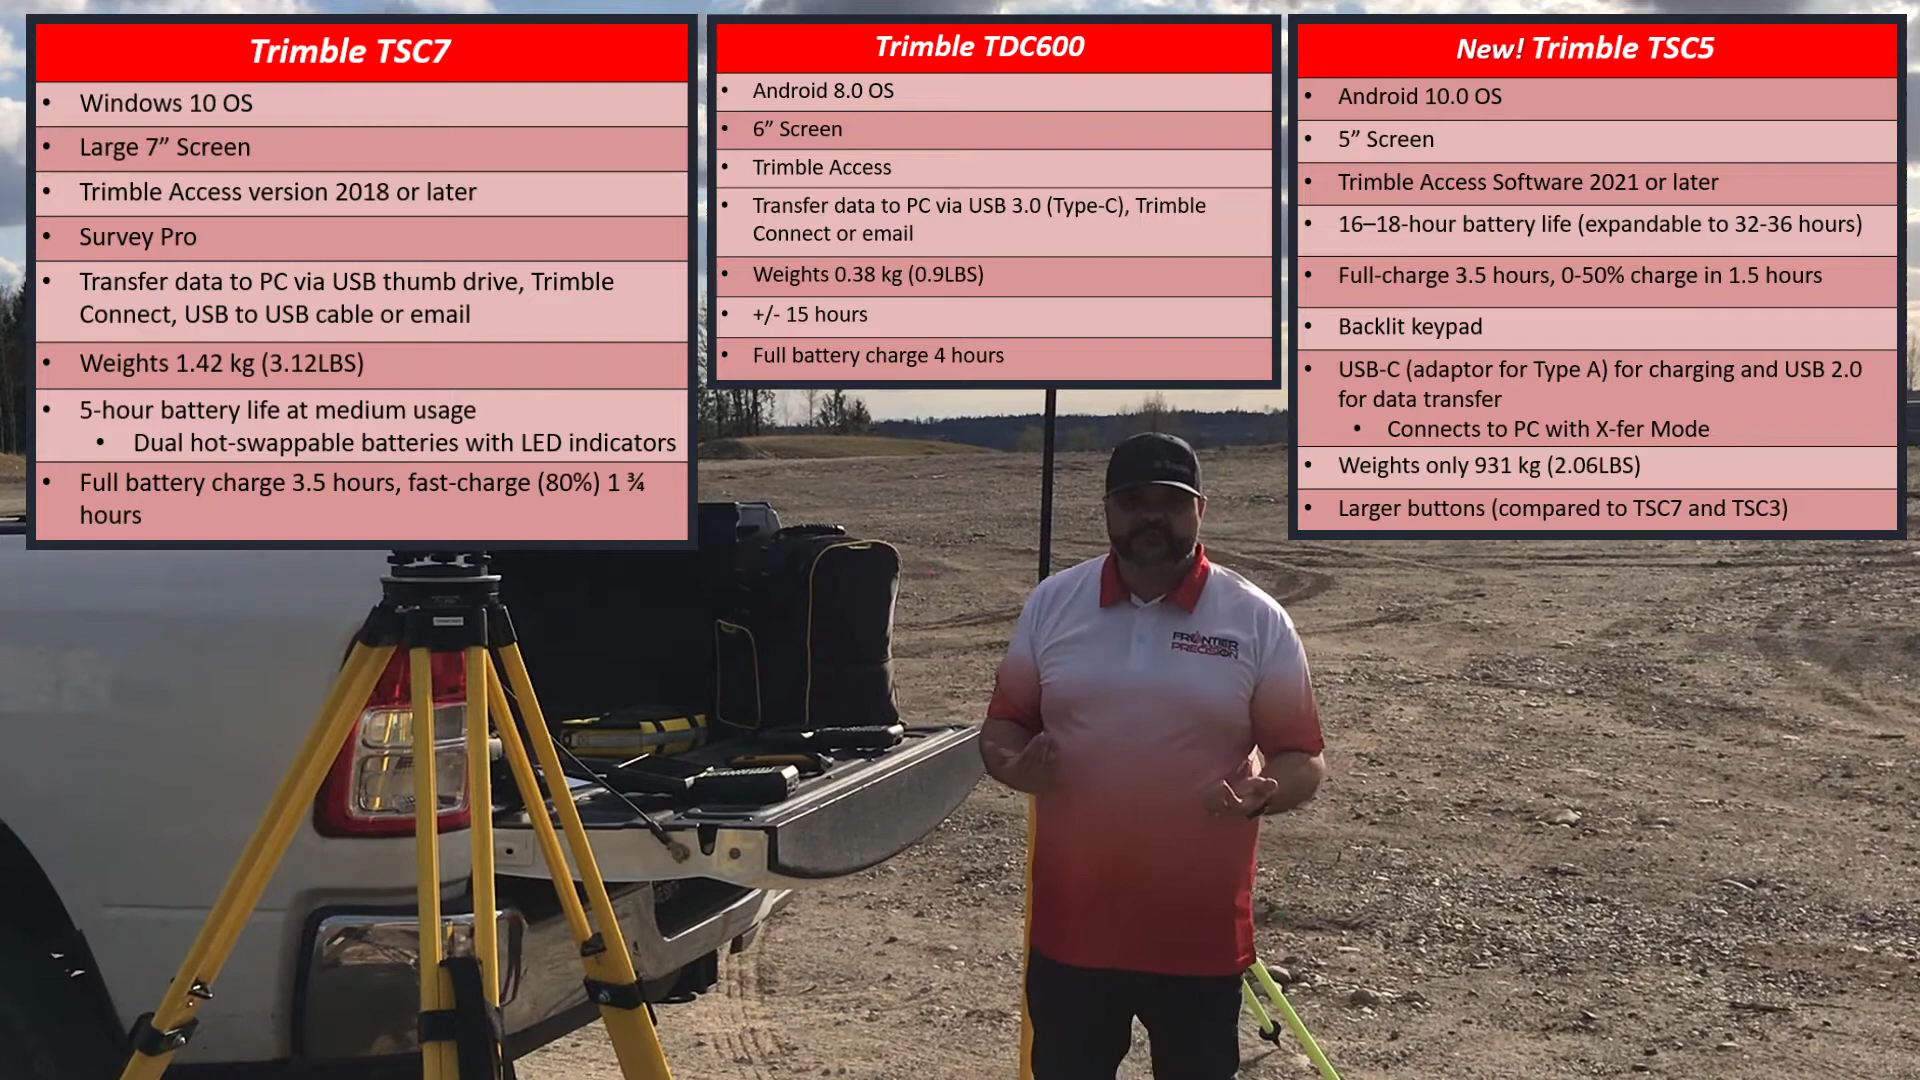 Trimble TSC7
• Windows 10 OS
• Large 7” Screen
• Trimble Access version 2018 or later
• Survey Pro
• Transfer data to PC via USB thumb drive, Trimble
Connect, USB to USB cable or email
• Weights 1.42 kg (3.12LBS)
• 5-hour battery life at medium usage
• Dual hot-swappable batteries with LED indicators
• Full battery charge 3.5 hours, fast-charge (80%) 1 ¾
hours
Trimble TDC600
• Android 8.0 OS
• 6” Screen
• Trimble Access
• Transfer data to PC via USB 3.0 (Type-C), Trimble
Connect or email
• Weights 0.38 kg (0.9LBS)
• +/- 15 hours
• Full battery charge 4 hours
New! Trimble TSC5
• Android 10.0 OS
• 5” Screen
• Trimble Access Software 2021 or later
• 16–18-hour battery life (expandable to 32-36 hours)
• Full-charge 3.5 hours, 0-50% charge in 1.5 hours
• Backlit keypad
• USB-C (adaptor for Type A) for charging and USB 2.0
for data transfer
• Connects to PC with X-fer Mode
• Weights only 931 kg (2.06LBS)
• Larger buttons (compared to TSC7 and TSC3)
FRONTIER
PRECISION